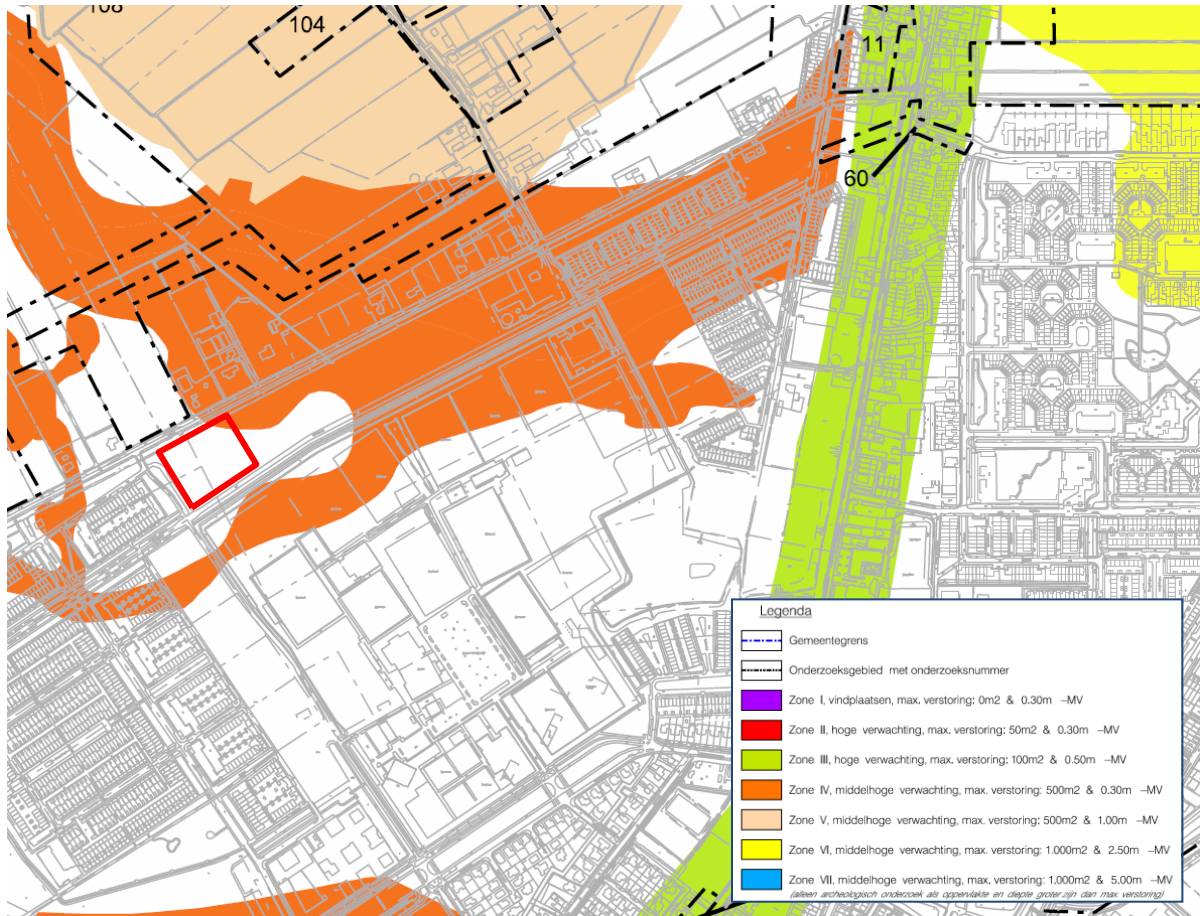 108
104
11
60
Legenda
Gemeentegrens
Onderzoeksgebied met onderzoeksnummer
Zone I, vindplaatsen, max. verstoring: 0m2 & 0.30m -MV
Zone II, hoge verwachting, max. verstoring: 50m2 & 0.30m -MV
Zone III, hoge verwachting, max. verstoring: 100m2 & 0.50m -MV
Zone IV, middelhoge verwachting, max. verstoring: 500m2 & 0.30m -MV
Zone V, middelhoge verwachting, max. verstoring: 500m2 & 1.00m -MV
Zone VI, middelhoge verwachting, max. verstoring: 1.000m2 & 2.50m -MV
Zone VII, middelhoge verwachting, max. verstoring: 1.000m2 & 5.00m -MV
(alleen archeologisch onderzoek als oppervlakte en diepte groter zijn dan max. verstoring)